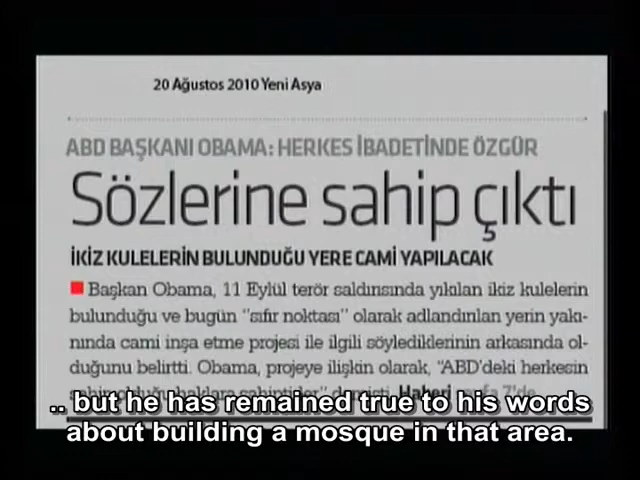 20 Ağustos 2010 Yeni Asya
ABD BAŞKANI OBAMA: HERKES İBADETİNDE ÖZGÜR
Sözlerine sahip çıktı
İKİZ KULELERİN BULUNDUĞU YERE CAMİ YAPILACAK
Başkan Obama, 11 Eylül terör saldırısında yıkılan ikiz kulelerin
bulunduğu ve bugün "sıfır noktası" olarak adlandırılan yerin yakı-
nında cami inşa etme projesi ile ilgili söylediklerinin arkasında ol-
duğunu belirtti. Obama, projeye ilişkin olarak, "ABD'deki herkesin
.. but he has remained true to his words
about building a mosque in that area.